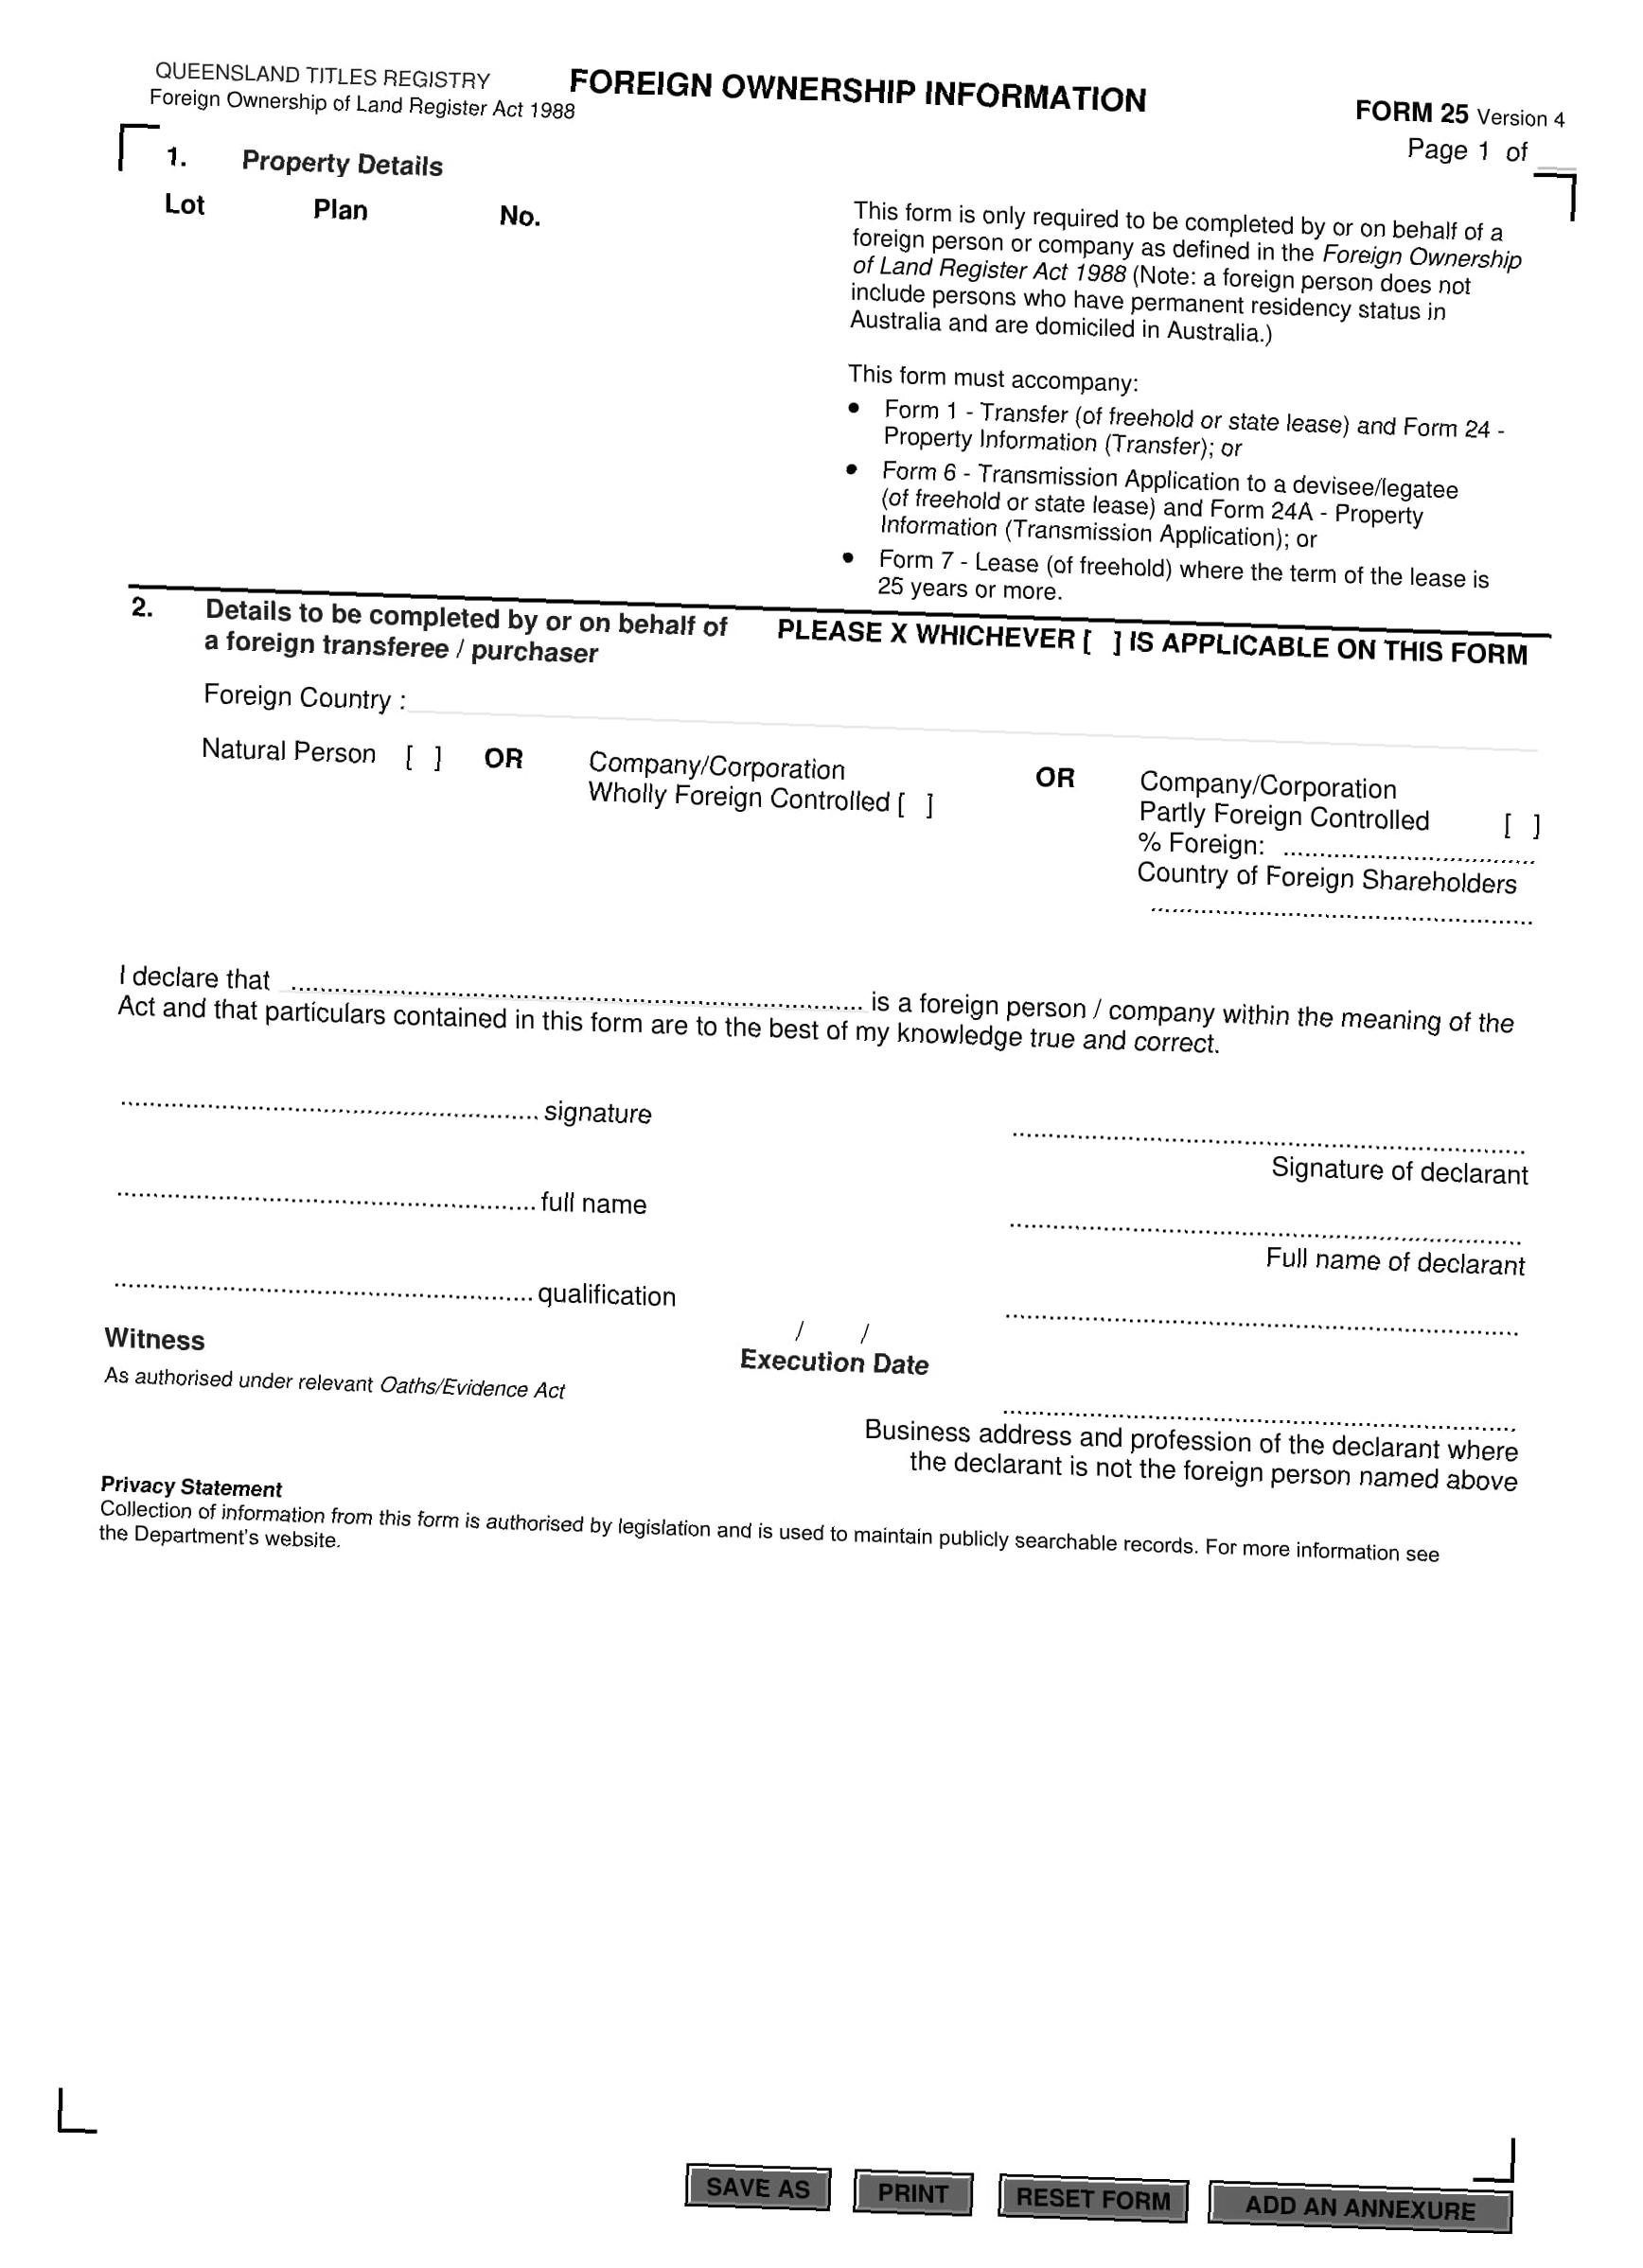 QUEENSLAND TITLES REGISTRY
Foreign Ownership of Land Register Act 1988
FOREIGN OWNERSHIP INFORMATION
FORM 25 Version 4
Page 1 of __
1. Property Details
Lot Plan No.
This form is only required to be completed by or on behalf of a
foreign person or company as defined in the Foreign Ownership
of Land Register Act 1988 (Note: a foreign person does not
include persons who have permanent residency status in
Australia and are domiciled in Australia.)
This form must accompany:
• Form 1 - Transfer (of freehold or state lease) and Form 24 -
Property Information (Transfer); or
• Form 6 - Transmission Application to a devisee/legatee
(of freehold or state lease) and Form 24A - Property
Information (Transmission Application); or
• Form 7 - Lease (of freehold) where the term of the lease is
25 years or more.
2. Details to be completed by or on behalf of
a foreign transferee / purchaser
PLEASE X WHICHEVER [ ] IS APPLICABLE ON THIS FORM
Foreign Country :
Natural Person [ ] OR
Company/Corporation
Wholly Foreign Controlled [ ]
OR
Company/Corporation
Partly Foreign Controlled [ ]
% Foreign: ................................
Country of Foreign Shareholders
................................................
I declare that ................................................ is a foreign person / company within the meaning of the
Act and that particulars contained in this form are to the best of my knowledge true and correct.
................................................ signature
................................................ full name
................................................ qualification
Witness
As authorised under relevant Oaths/Evidence Act
/ /
Execution Date
................................................
Signature of declarant
................................................
Full name of declarant
................................................
................................................
Business address and profession of the declarant where
the declarant is not the foreign person named above
Privacy Statement
Collection of information from this form is authorised by legislation and is used to maintain publicly searchable records. For more information see
the Department's website.
SAVE AS PRINT RESET FORM ADD AN ANNEXURE